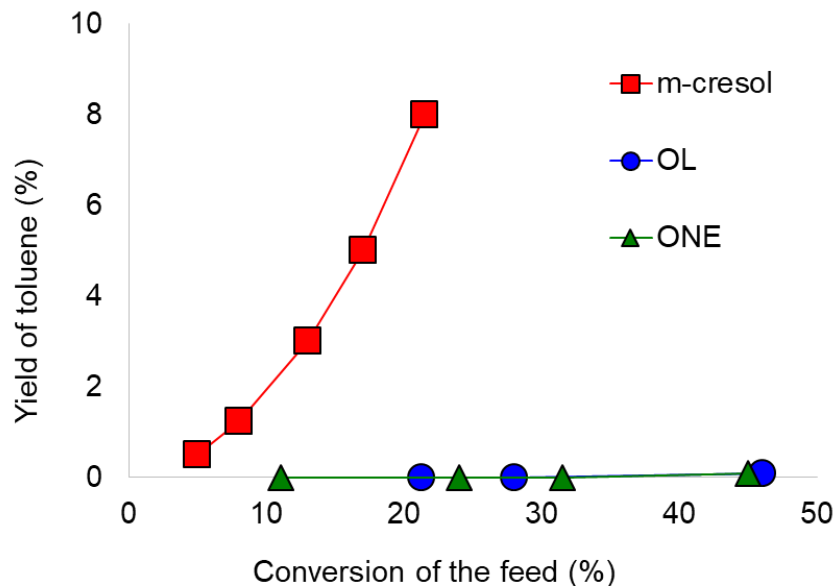 10
8
6
4
2
0
0
10
20
30
40
50
Yield of toluene (%)
Conversion of the feed (%)
m-cresol
OL
ONE